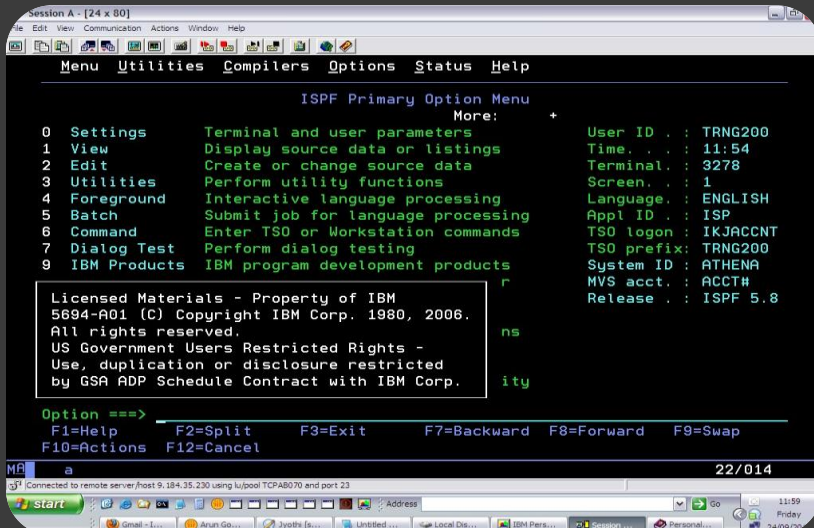 Session A - [24 x 80]
File Edit View Communication Actions Window Help
Menu Utilities Compilers Options Status Help
ISPF Primary Option Menu
More: +
0 Settings Terminal and user parameters User ID . : TRNG200
1 View Display source data or listings Time. . . : 11:54
2 Edit Create or change source data Terminal. : 3278
3 Utilities Perform utility functions Screen. . : 1
4 Foreground Interactive language processing Language. : ENGLISH
5 Batch Submit job for language processing Appl ID . : ISP
6 Command Enter TSO or Workstation commands TSO logon : IKJACCNT
7 Dialog Test Perform dialog testing TSO prefix: TRNG200
9 IBM Products IBM program development products System ID : ATHENA
r MVS acct. : ACCT#
Licensed Materials - Property of IBM Release . : ISPF 5.8
5694-A01 (C) Copyright IBM Corp. 1980, 2006.
All rights reserved. ns
US Government Users Restricted Rights -
Use, duplication or disclosure restricted
by GSA ADP Schedule Contract with IBM Corp. ity
Option ===>
F1=Help F2=Split F3=Exit F7=Backward F8=Forward F9=Swap
F10=Actions F12=Cancel
MA a 22/014
Connected to remote server/host 9.184.35.230 using lu/pool TCPAB070 and port 23
start Address Go 11:59
Friday
Gmail - I... Arun Go... Jyothi (s... Untitled ... Local Dis... IBM Pers... Session ... Personal...